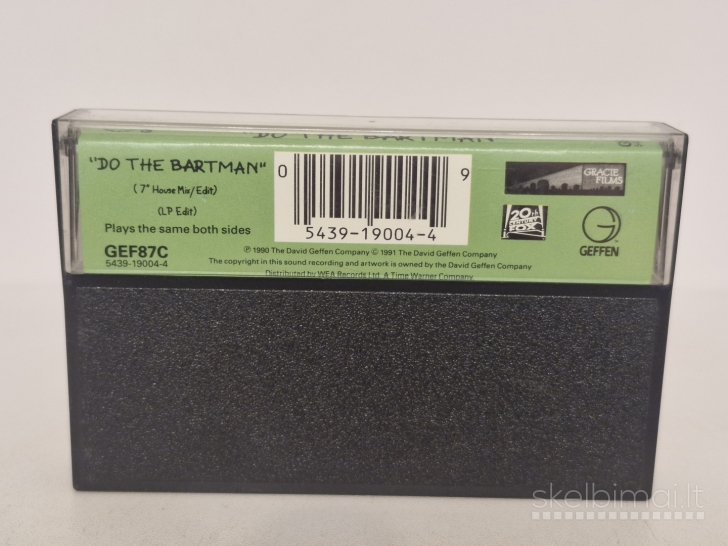 "DO THE BARTMAN"
"DO THE BARTMAN"
(7" House Mix/Edit)
(LP Edit)
Plays the same both sides
GEF87C
5439-19004-4
0 9
5439-19004-4
℗ 1990 The David Geffen Company © 1991 The David Geffen Company
The copyright in this sound recording and artwork is owned by the David Geffen Company
Distributed by WEA Records Ltd. A Time Warner Company
GRACIE
FILMS
20th
CENTURY
FOX
GEFFEN
skelbimai.lt